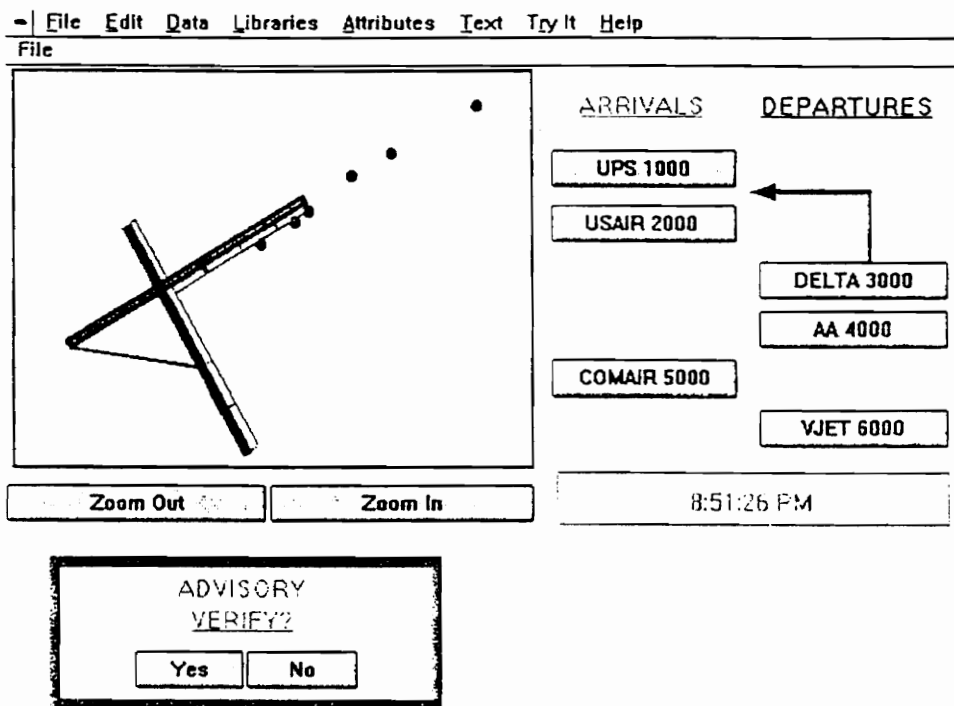 File Edit Data Libraries Attributes Text Try It Help
File
ARRIVALS DEPARTURES
UPS 1000
USAIR 2000
DELTA 3000
AA 4000
COMAIR 5000
VJET 6000
Zoom Out Zoom In
8:51:26 PM
ADVISORY
VERIFY?
Yes No